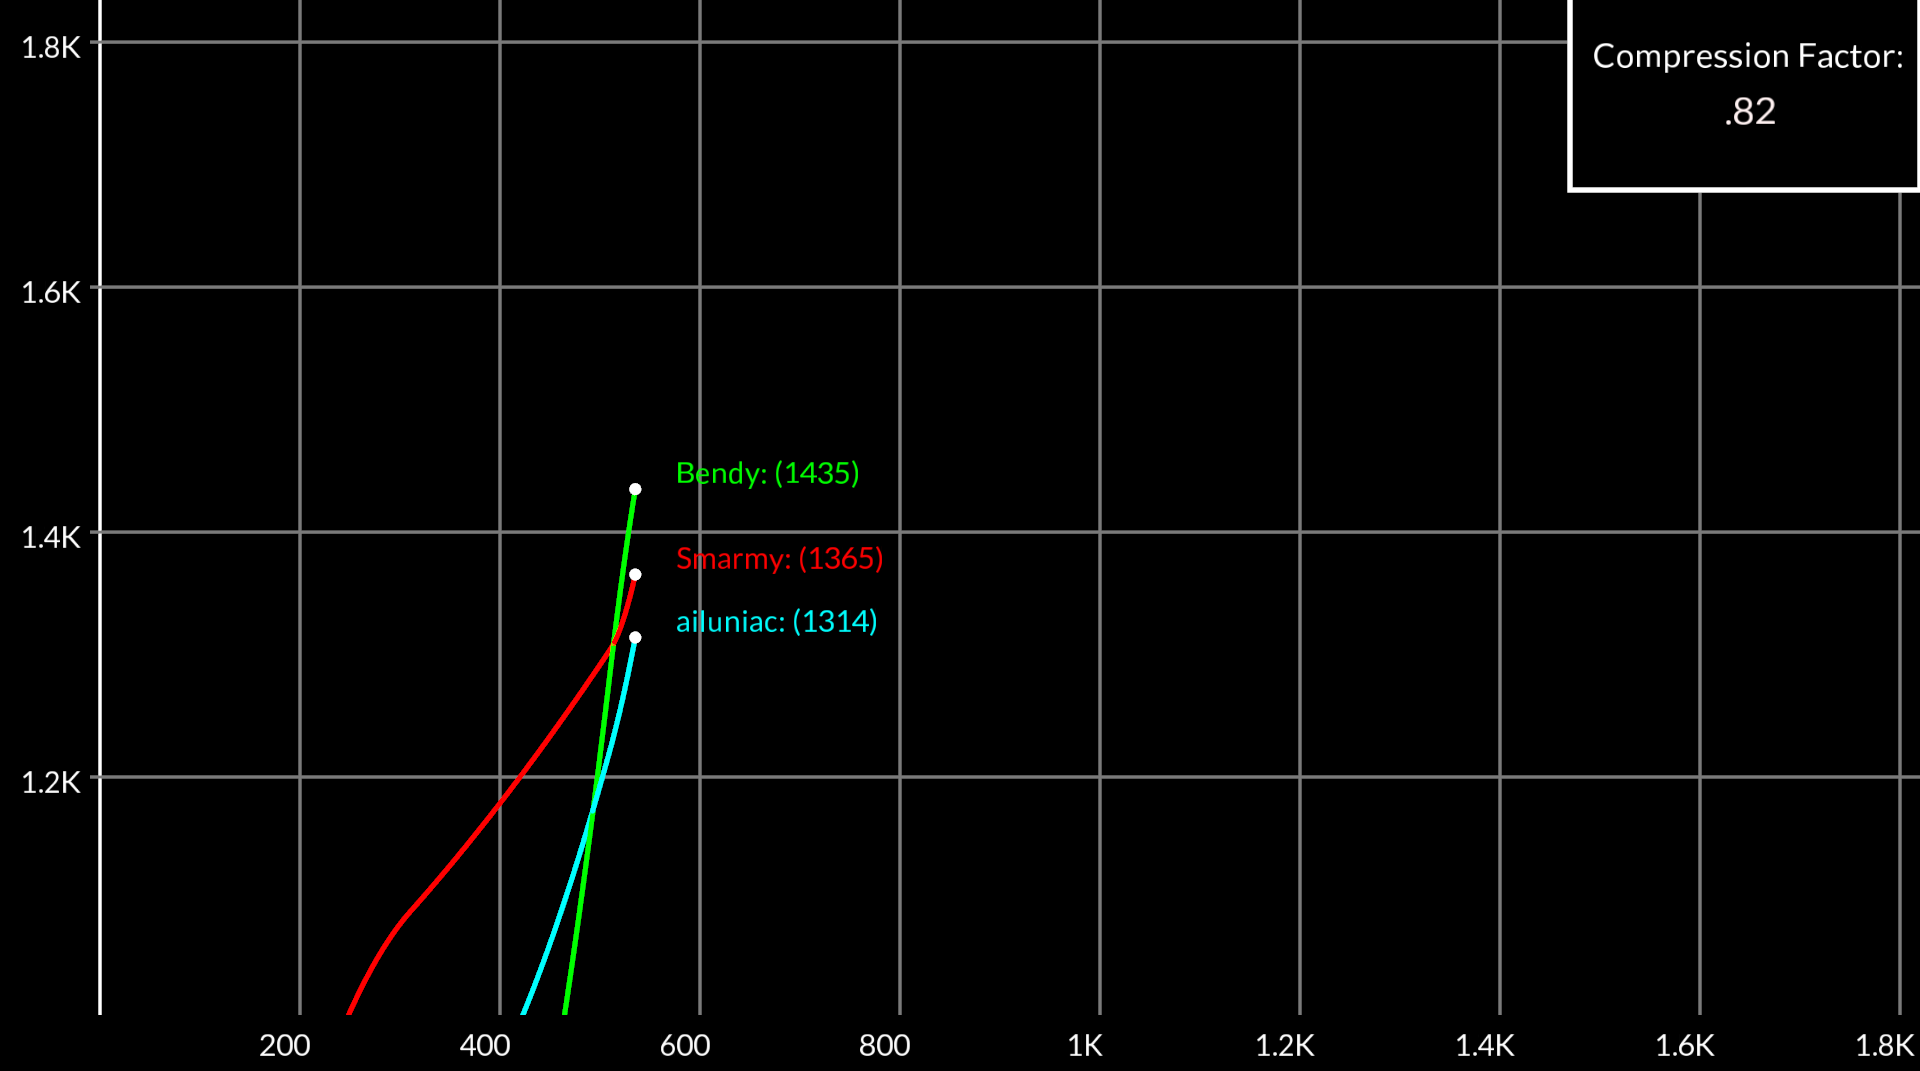 1.8K
Compression Factor:
.82
1.6K
Bendy: (1435)
1.4K
Smarmy: (1365)
ailuniac: (1314)
1.2K
200 400 600 800 1K 1.2K 1.4K 1.6K 1.8K